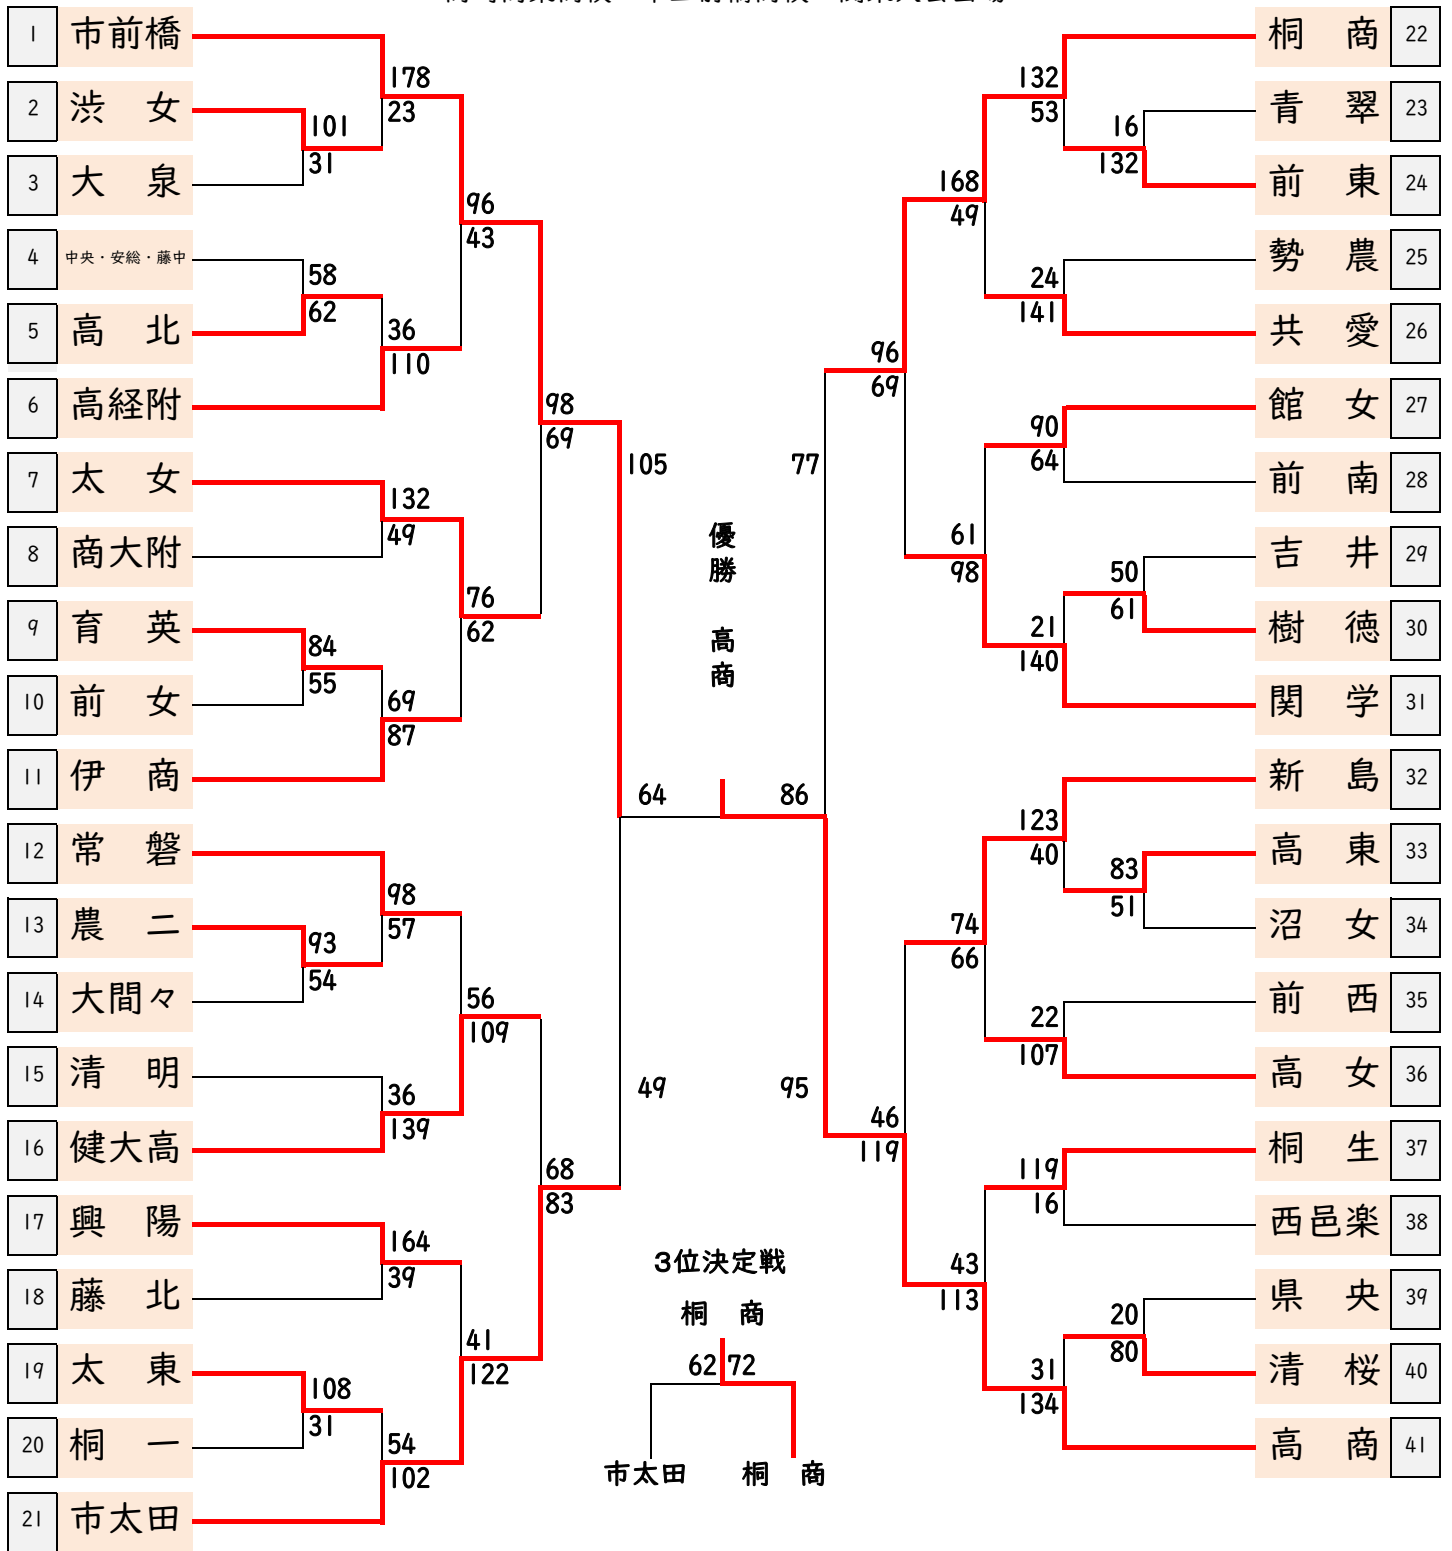 1 市前橋
2 渋 女
3 大 泉
4 中央・安総・藤中
5 高 北
6 高経附
7 太 女
8 商大附
9 育 英
10 前 女
11 伊 商
12 常 磐
13 農 二
14 大間々
15 清 明
16 健大高
17 興 陽
18 藤 北
19 太 東
20 桐 一
21 市太田
178
23
101
31
96
43
58
62
36
110
98
69
132
49
76
62
84
55
69
87
98
57
93
54
56
109
36
139
68
83
164
39
41
122
108
31
54
102
105
77
優勝 高商
64
86
49
95
3位決定戦
桐 商
62 72
市太田 桐 商
132
53
16
132
168
49
24
141
96
69
90
64
61
98
50
61
21
140
123
40
83
51
74
66
22
107
46
119
119
16
43
113
20
80
31
134
桐 商 22
青 翠 23
前 東 24
勢 農 25
共 愛 26
館 女 27
前 南 28
吉 井 29
樹 徳 30
関 学 31
新 島 32
高 東 33
沼 女 34
前 西 35
高 女 36
桐 生 37
西邑楽 38
県 央 39
清 桜 40
高 商 41